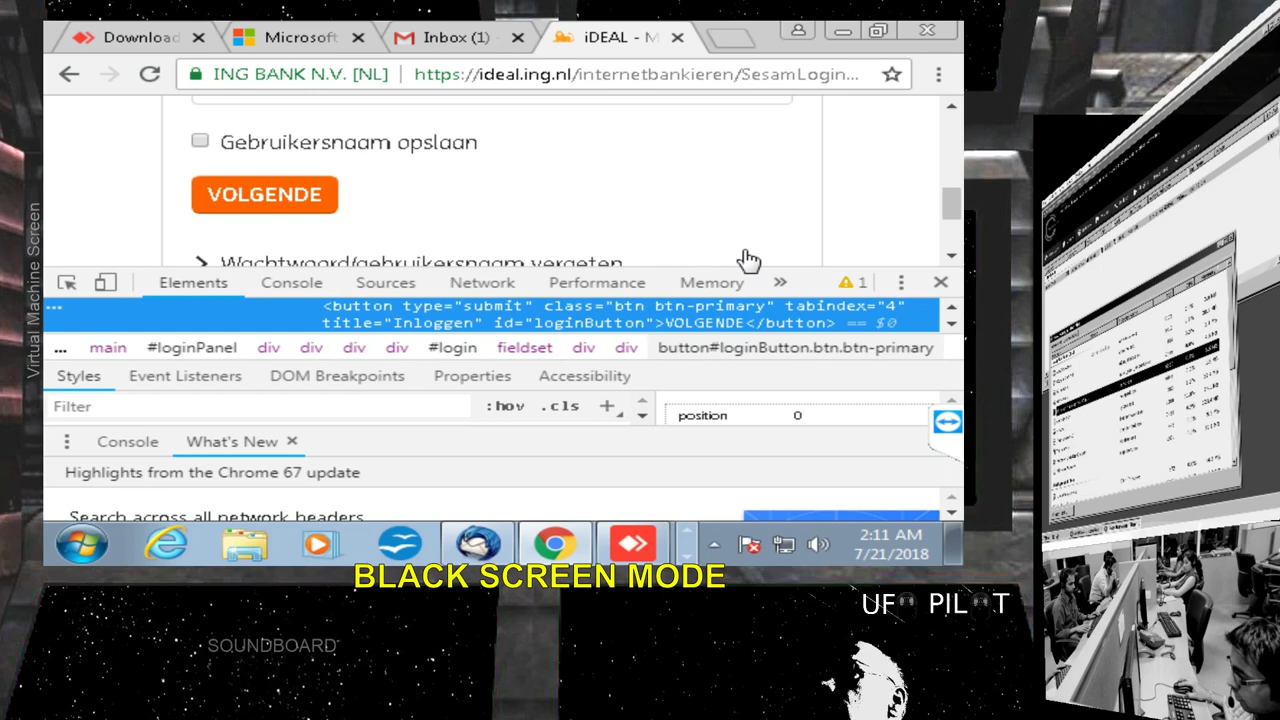 Download
Microsoft
Inbox (1)
iDEAL - M
ING BANK N.V. [NL]
https://ideal.ing.nl/internetbankieren/SesamLogin...
Gebruikersnaam opslaan
VOLGENDE
Wachtwoord/gebruikersnaam vergeten
Elements Console Sources Network Performance Memory » 1
... <button type="submit" class="btn btn-primary" tabindex="4"
title="Inloggen" id="loginButton">VOLGENDE</button> == $0
... main #loginPanel div div div div #login fieldset div div button#loginButton.btn.btn-primary
Styles Event Listeners DOM Breakpoints Properties Accessibility
Filter :hov .cls + position 0
Console What's New
Highlights from the Chrome 67 update
Search across all network headers
2:11 AM
7/21/2018
Virtual Machine Screen
BLACK SCREEN MODE
UFO PILOT
SOUNDBOARD